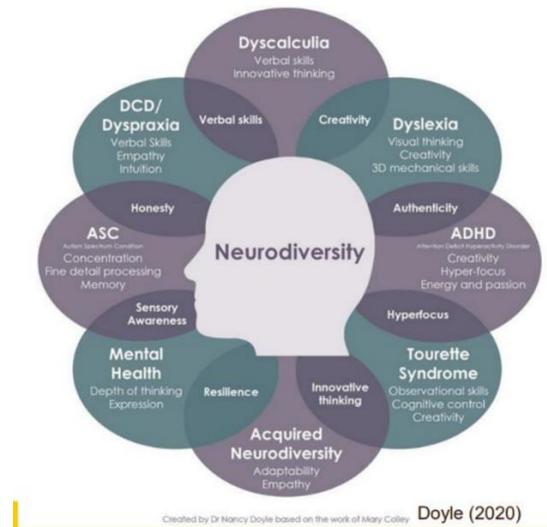 Dyscalculia
Verbal skills
Innovative thinking
DCD/
Dyspraxia
Verbal Skills
Empathy
Intuition
Verbal skills
Creativity
Dyslexia
Visual thinking
Creativity
3D mechanical skills
Honesty
Authenticity
ASC
Autism Spectrum Condition
Concentration
Fine detail processing
Memory
Neurodiversity
ADHD
Attention Deficit Hyperactivity Disorder
Creativity
Hyper-focus
Energy and passion
Sensory
Awareness
Hyperfocus
Mental
Health
Depth of thinking
Expression
Resilience
Innovative
thinking
Tourette
Syndrome
Observational skills
Cognitive control
Creativity
Acquired
Neurodiversity
Adaptability
Empathy
Created by Dr Nancy Doyle based on the work of Mary Colley
Doyle (2020)